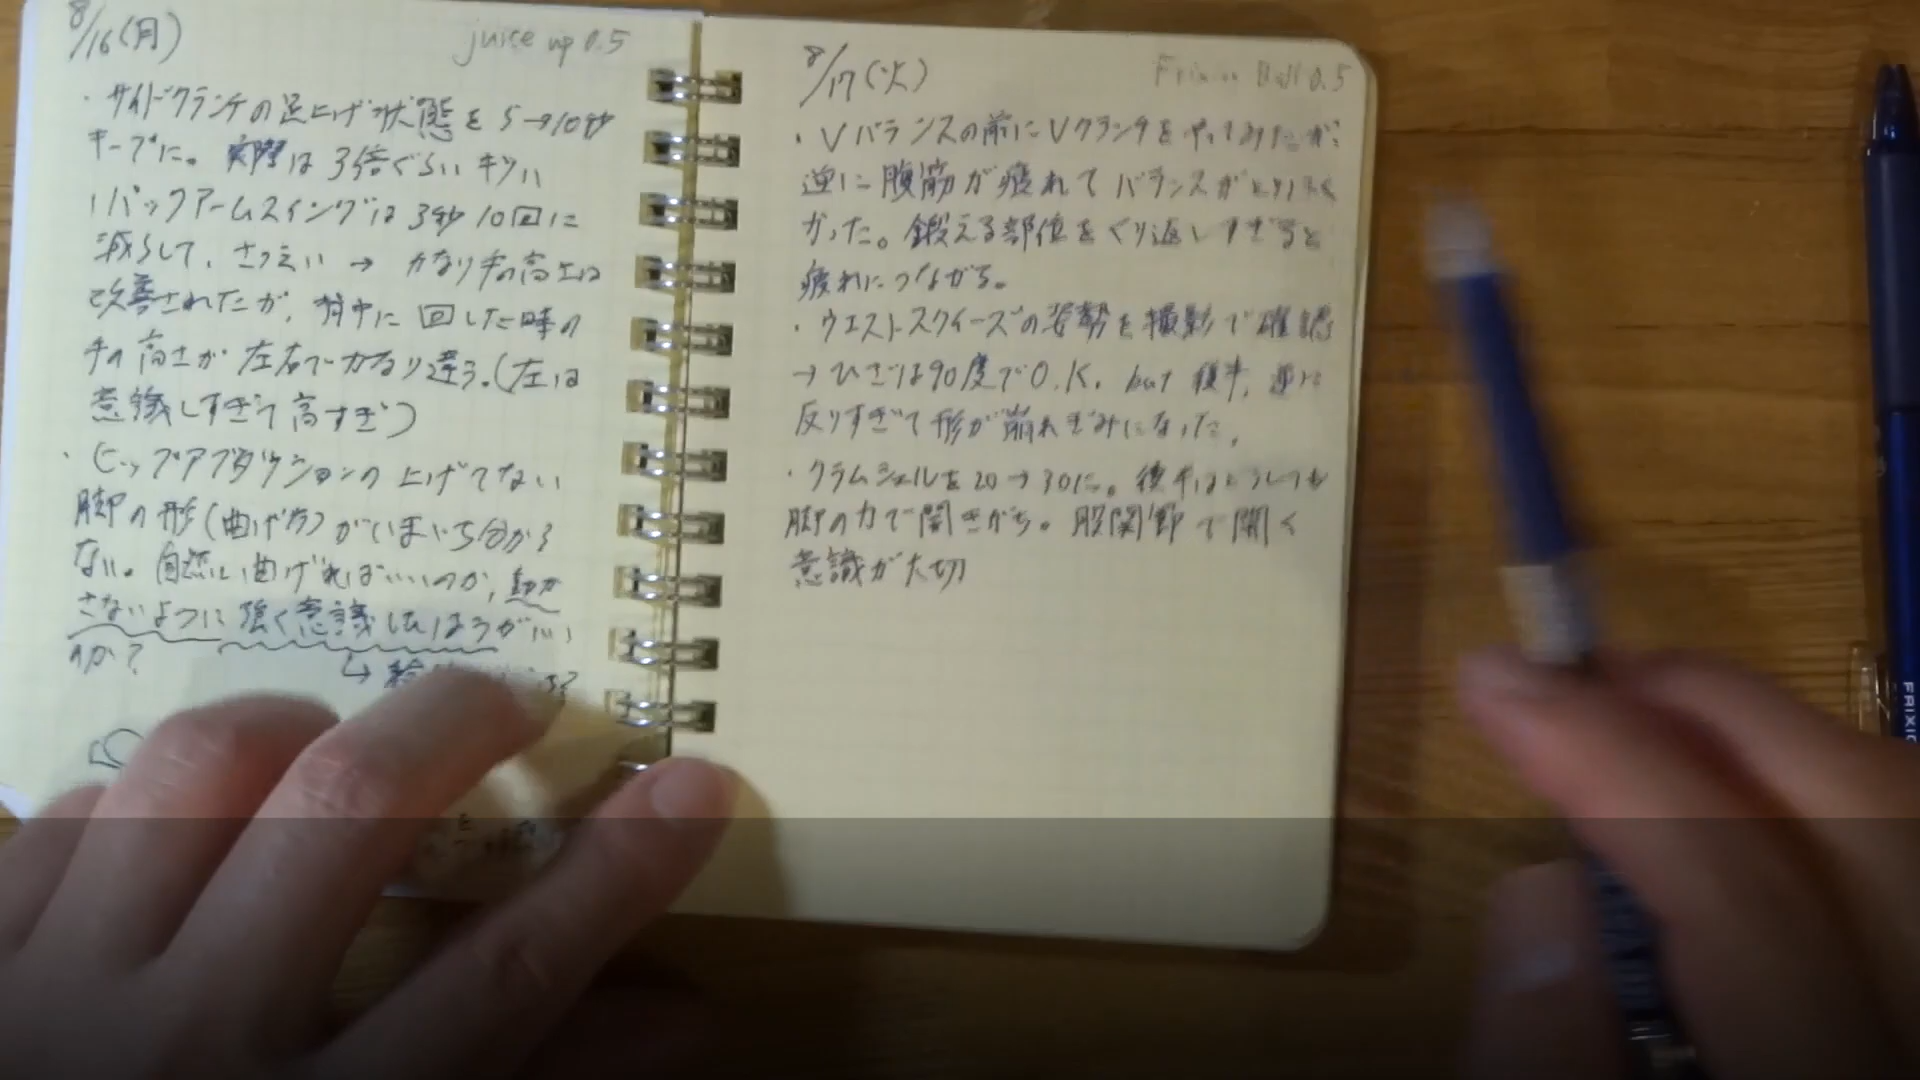 8/16(月)
juice up 0.5
・サイドクランチの足上げ状態を5→10秒
キープに。実際は3倍ぐらいキツい
・バックアームスイングは3秒10回に
減らして、さつえい → かなり手の高さは
改善されたが、背中に回した時の
手の高さが左右でかなり違う。(左は
意識しすぎて高すぎ)
・ヒップアブダクションの上げてない
脚の形(曲げ方)がいまいち分から
ない。自然に曲げればいいのか、動か
さないように強く意識したほうがいい
のか?
8/17(火)
Frixion Ball 0.5
・Vバランスの前にVクランチをやってみたが、
逆に腹筋が疲れてバランスがとりにく
かった。鍛える部位をくり返しすぎると
疲れにつながる。
・ウエストスクイーズの姿勢を撮影で確認
→ひざは90度でO.K. but 後半、逆に
反りすぎて形が崩れぎみになった。
・クラムシェルを20→30に。後半はどうしても
脚の力で開きがち。股関節で開く
意識が大切
FRIXIO